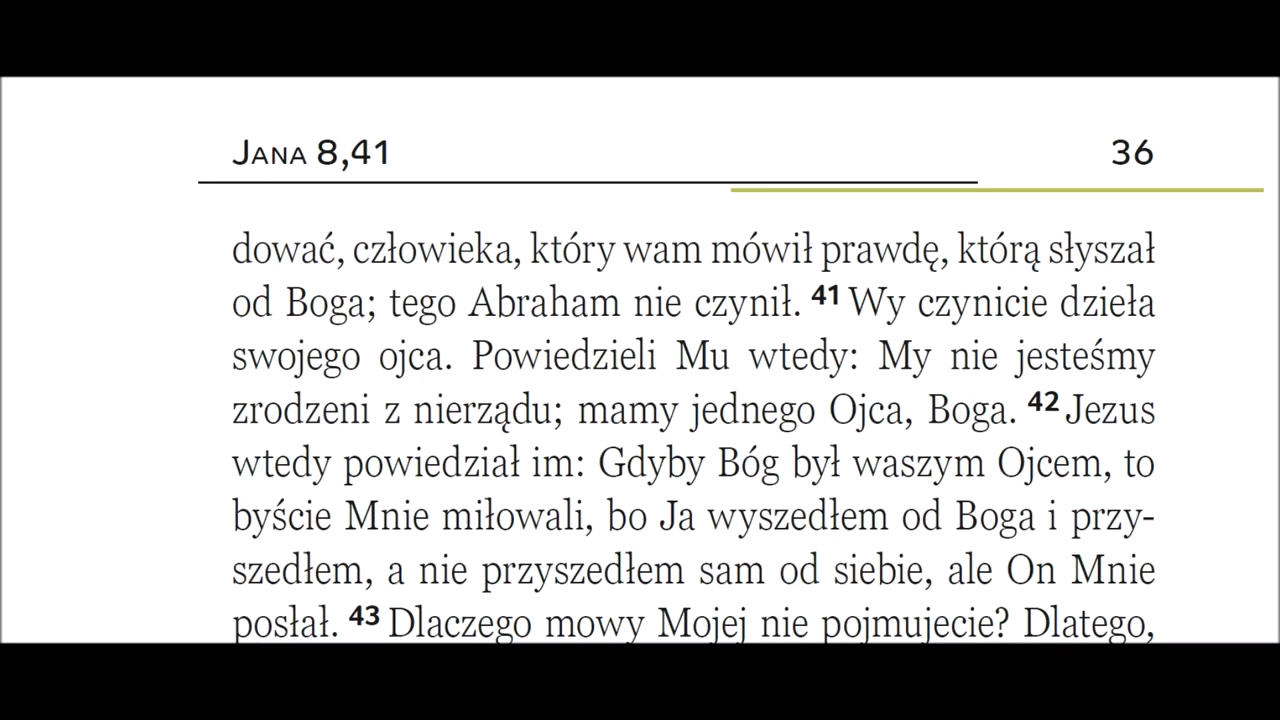 Jana 8,41 36
dować, człowieka, który wam mówił prawdę, którą słyszał
od Boga; tego Abraham nie czynił. 41 Wy czynicie dzieła
swojego ojca. Powiedzieli Mu wtedy: My nie jesteśmy
zrodzeni z nierządu; mamy jednego Ojca, Boga. 42 Jezus
wtedy powiedział im: Gdyby Bóg był waszym Ojcem, to
byście Mnie miłowali, bo Ja wyszedłem od Boga i przy-
szedłem, a nie przyszedłem sam od siebie, ale On Mnie
posłał. 43 Dlaczego mowy Mojej nie pojmujecie? Dlatego,